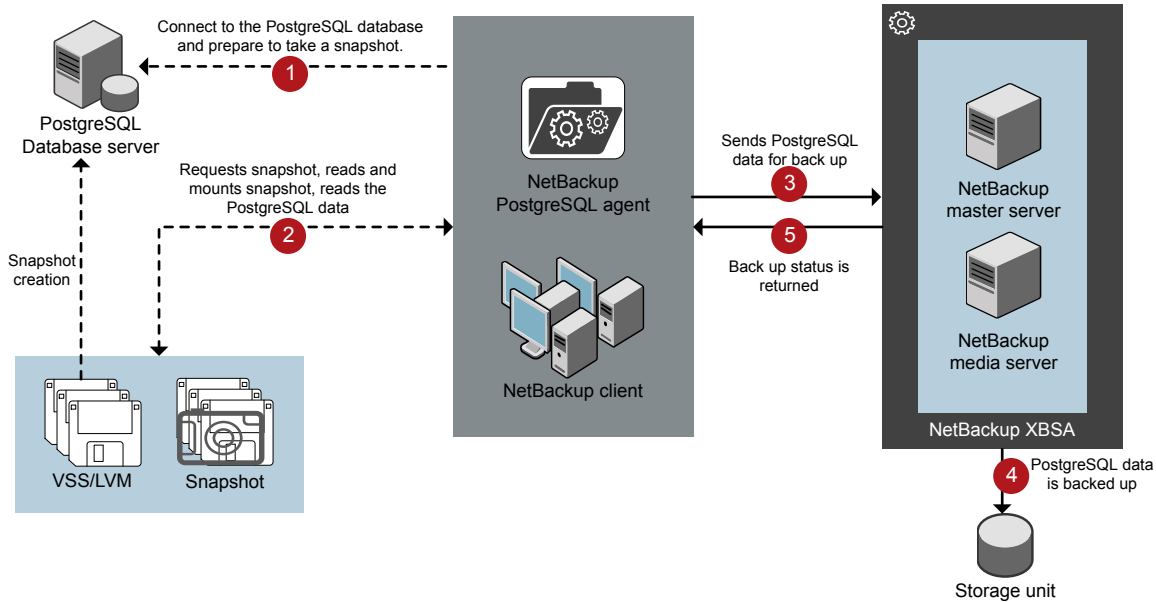 Connect to the PostgreSQL database
and prepare to take a snapshot.
1
PostgreSQL
Database server
Requests snapshot, reads and
mounts snapshot, reads the
PostgreSQL data
2
Snapshot
creation
VSS/LVM
Snapshot
NetBackup
PostgreSQL agent
NetBackup client
Sends PostgreSQL
data for back up
3
5
Back up status is
returned
NetBackup
master server
NetBackup
media server
NetBackup XBSA
4
PostgreSQL data
is backed up
Storage unit